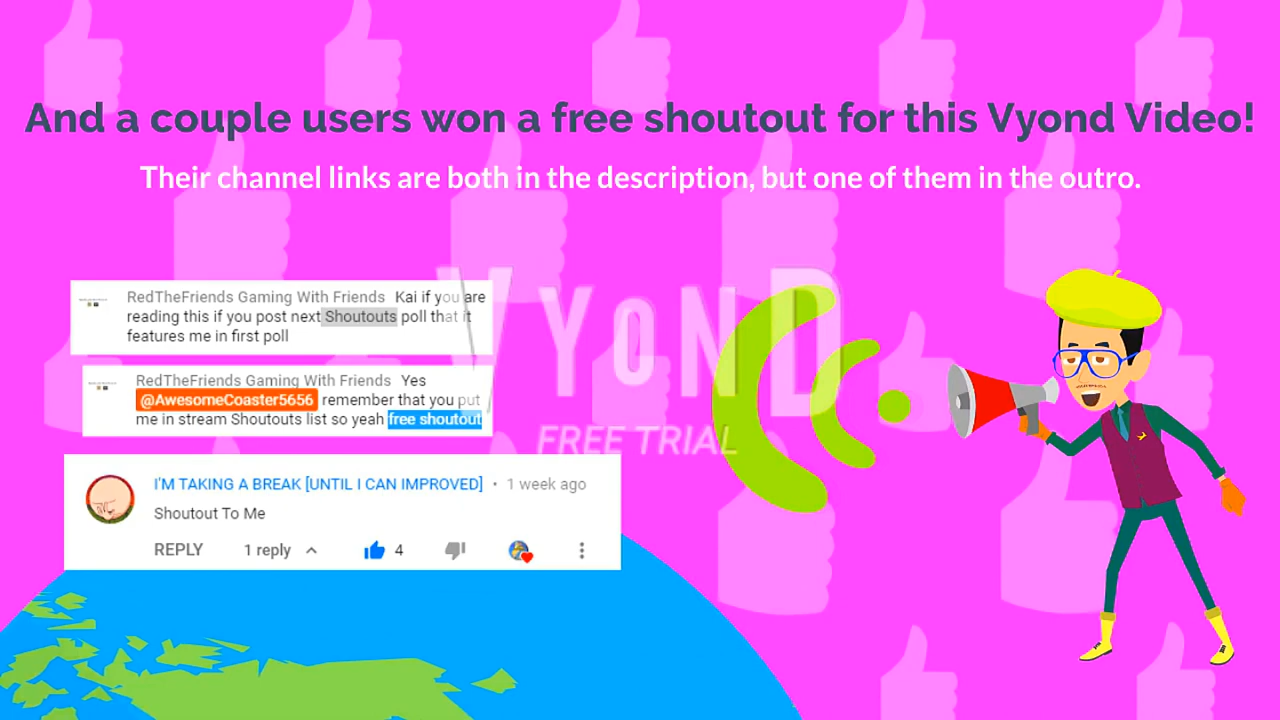 And a couple users won a free shoutout for this Vyond Video!
Their channel links are both in the description, but one of them in the outro.
RedTheFriends Gaming With Friends Kai if you are
reading this if you post next Shoutouts poll that it
features me in first poll
RedTheFriends Gaming With Friends Yes
@AwesomeCoaster5656 remember that you put
me in stream Shoutouts list so yeah free shoutout
VYOND
FREE TRIAL
I'M TAKING A BREAK [UNTIL I CAN IMPROVED] • 1 week ago
Shoutout To Me
REPLY 1 reply 4